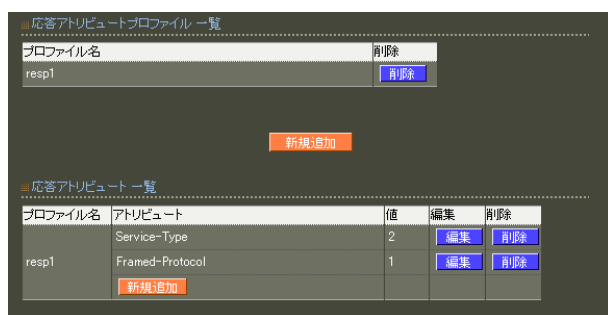 応答アトリビュートプロファイル 一覧
プロファイル名 削除
resp1 削除
新規追加
応答アトリビュート 一覧
プロファイル名 アトリビュート 値 編集 削除
Service-Type 2 編集 削除
resp1 Framed-Protocol 1 編集 削除
新規追加